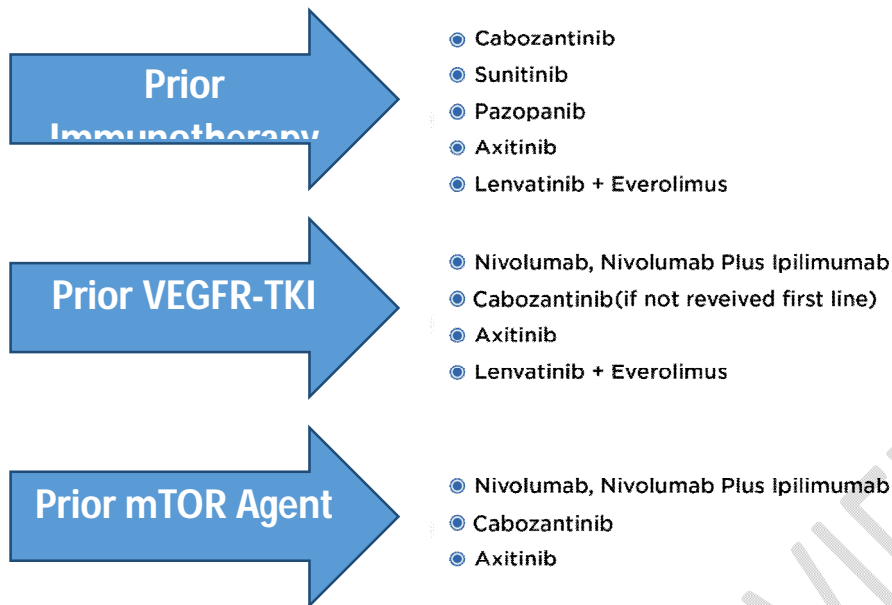 Prior
Immunotherapy
Cabozantinib
Sunitinib
Pazopanib
Axitinib
Lenvatinib + Everolimus
Prior VEGFR-TKI
Nivolumab, Nivolumab Plus Ipilimumab
Cabozantinib(if not reveived first line)
Axitinib
Lenvatinib + Everolimus
Prior mTOR Agent
Nivolumab, Nivolumab Plus Ipilimumab
Cabozantinib
Axitinib